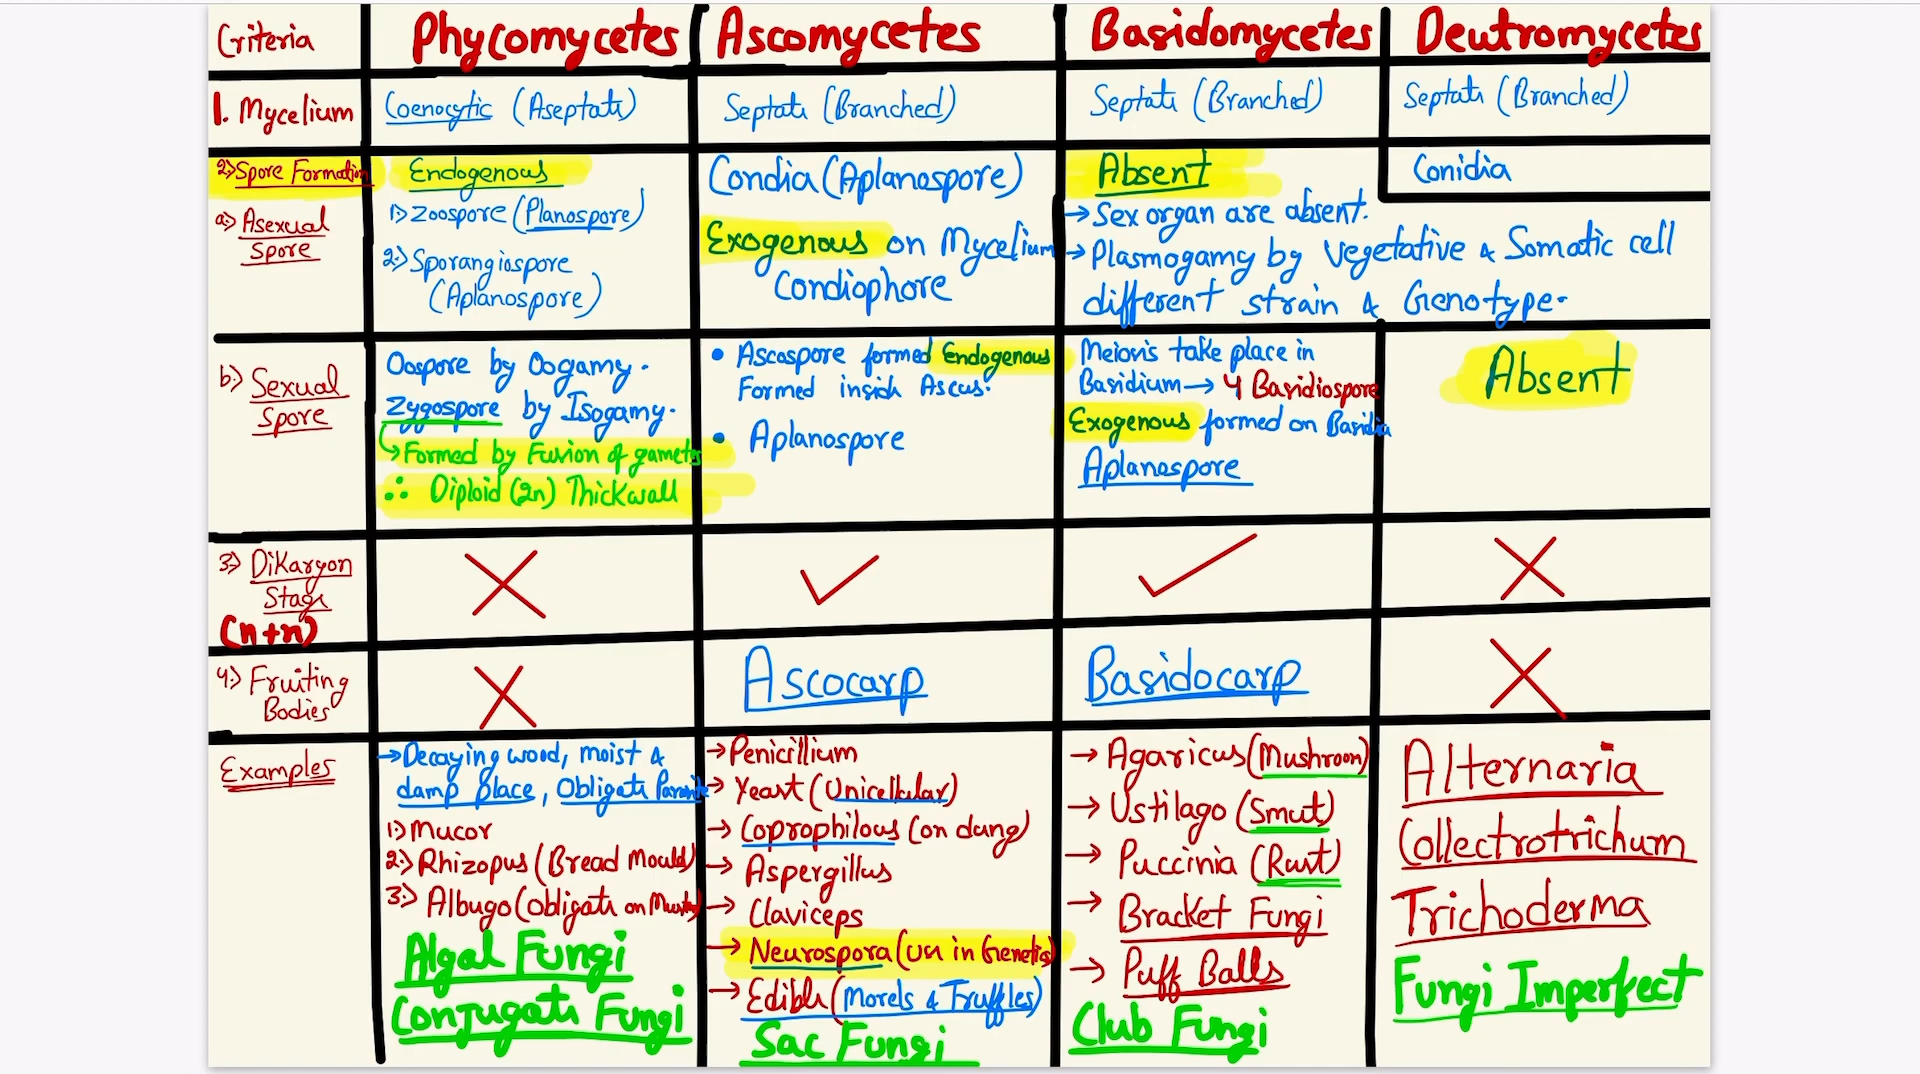 Criteria
Phycomycetes
Ascomycetes
Basidomycetes
Deutromycetes
1. Mycelium
Coenocytic (Aseptate)
Septate (Branched)
Septate (Branched)
Septate (Branched)
2> Spore Formation
a> Asexual
Spore
Endogenous
1> Zoospore (Planospore)
2> Sporangiospore
(Aplanospore)
Condia (Aplanospore)
Exogenous on Mycelium
Condiophore
Absent
→ Sex organ are absent.
→ Plasmogamy by Vegetative & Somatic cell
different strain & Genotype.
Conidia
b> Sexual
Spore
Oospore by Oogamy.
Zygospore by Isogamy.
↳ Formed by Fusion of gametes
∴ Diploid (2n) Thickwall
• Ascospore formed Endogenous
Formed inside Ascus.
• Aplanospore
Meiovis take place in
Basidium → 4 Basidiospore
Exogenous formed on Basidia
Aplanospore
Absent
3> Dikaryon
Stage
(n+n)
4> Fruiting
Bodies
Ascocarp
Basidocarp
Examples
→ Decaying wood, moist &
damp place, Obligate Parasite
1> Mucor
2> Rhizopus (Bread Mould)
3> Albugo (Obligate on
Algal Fungi
Conjugate Fungi
→ Penicillium
→ Yeast (Unicellular)
→ Coprophilous (on dung)
→ Aspergillus
→ Claviceps
→ Neurospora (Use in Genetics)
→ Edible (Morels & Truffles)
Sac Fungi
→ Agaricus (Mushroom)
→ Ustilago (Smut)
→ Puccinia (Rust)
→ Bracket Fungi
→ Puff Balls
Club Fungi
Alternaria
Collectrotrichum
Trichoderma
Fungi Imperfect